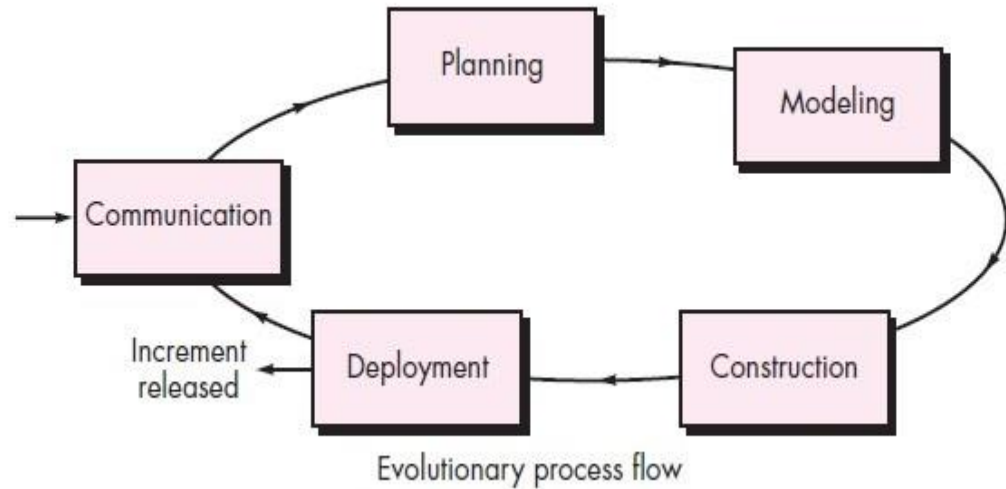 Planning
Modeling
Communication
Increment
released
Deployment
Construction
Evolutionary process flow